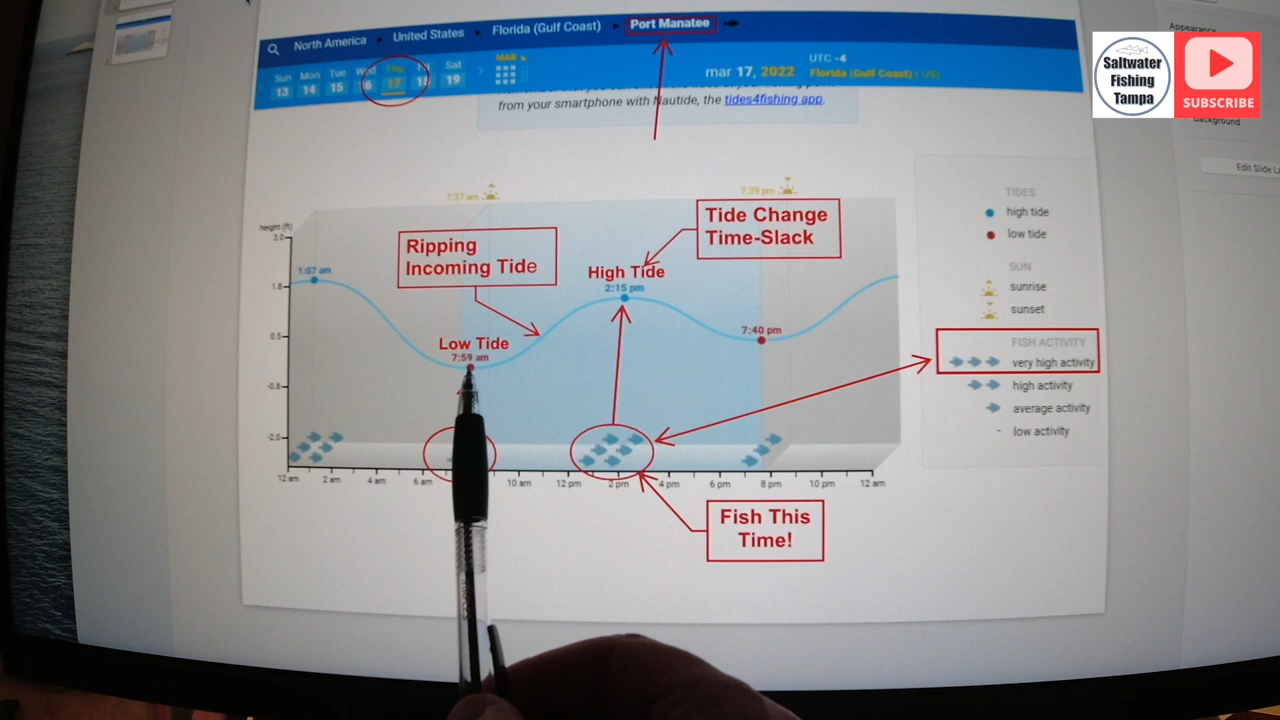 North America
United States
Florida (Gulf Coast)
Port Manatee
Sun Mon Tue Wed Thu Sat
13 14 15 17 19
MAR
mar 17, 2022
UTC -4
Florida (Gulf Coast) (US)
from your smartphone with Nautide, the tides4fishing app.
Saltwater
Fishing
Tampa
SUBSCRIBE
Appearance
Background
Edit Slide
7:37 am
7:39 pm
height (ft)
3.0
1.8
0.5
-0.8
-2.0
1:07 am
Ripping
Incoming Tide
Low Tide
7:59 am
High Tide
2:15 pm
Tide Change
Time-Slack
7:40 pm
12 am 2 am 4 am 6 am 10 am 12 pm 2 pm 4 pm 6 pm 8 pm 10 pm 12 am
Fish This
Time!
TIDES
high tide
low tide
SUN
sunrise
sunset
FISH ACTIVITY
very high activity
high activity
average activity
- low activity